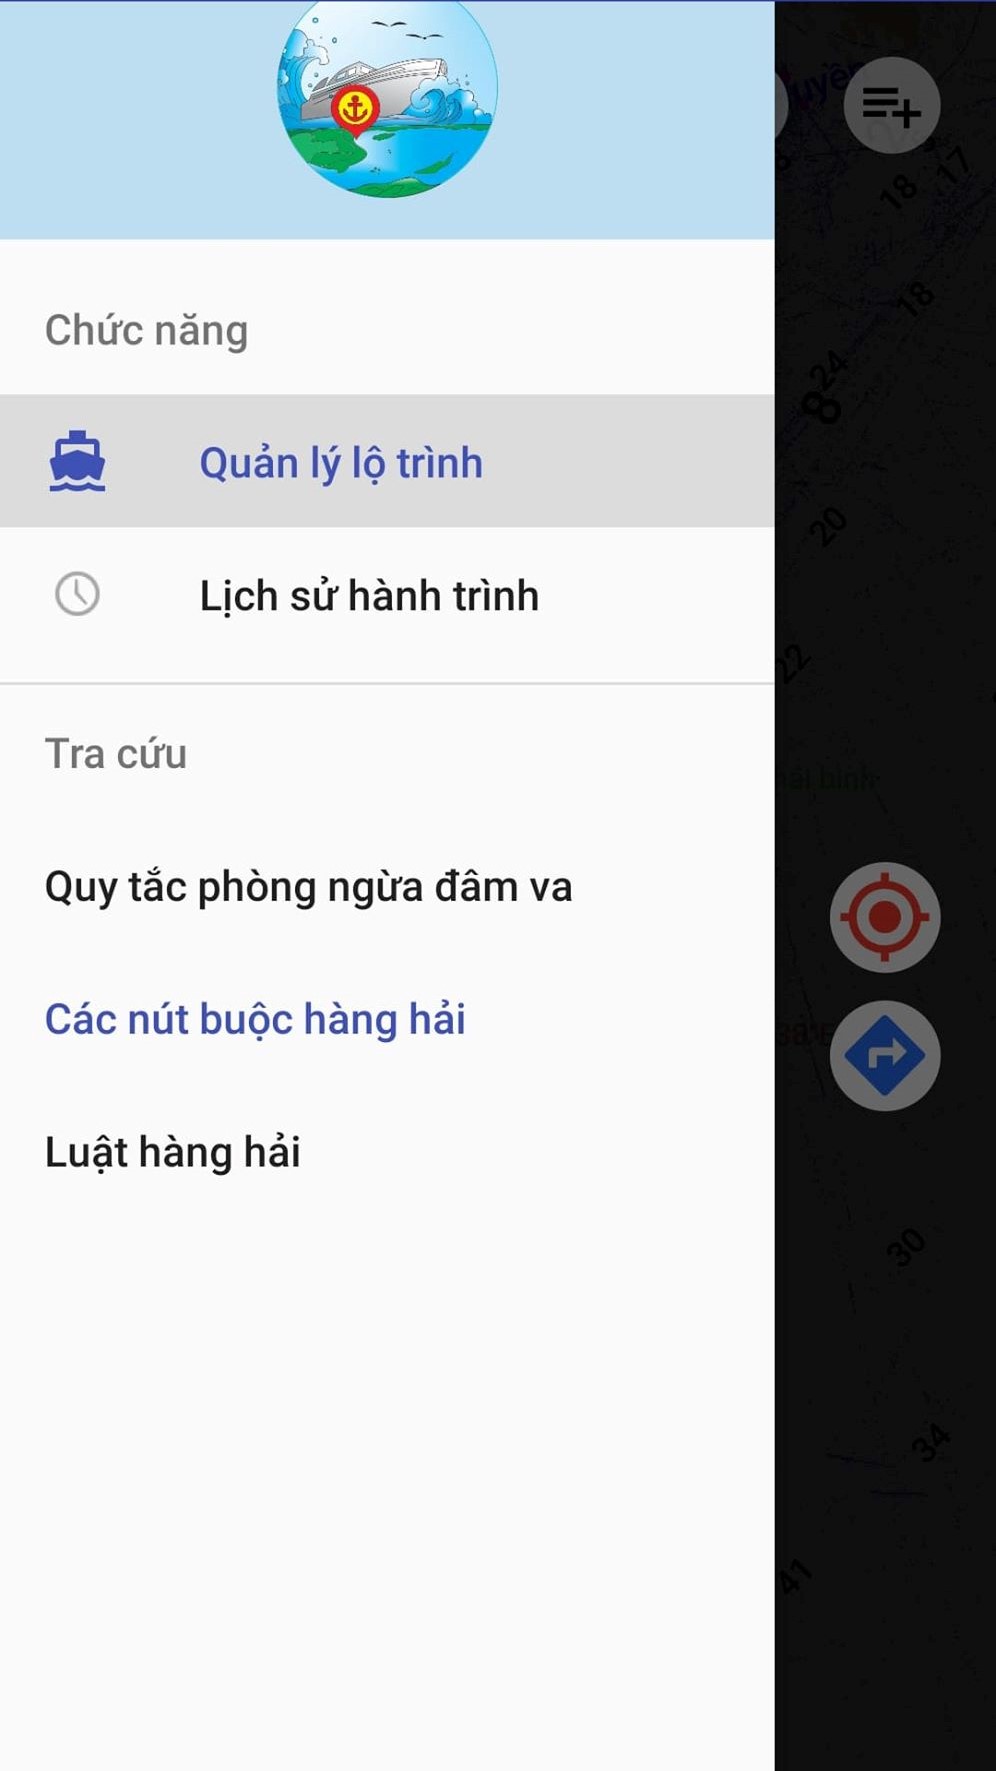 Chức năng
Quản lý lộ trình
Lịch sử hành trình
Tra cứu
Quy tắc phòng ngừa đâm va
Các nút buộc hàng hải
Luật hàng hải
17
18
18
24
8
20
22
30
34
41